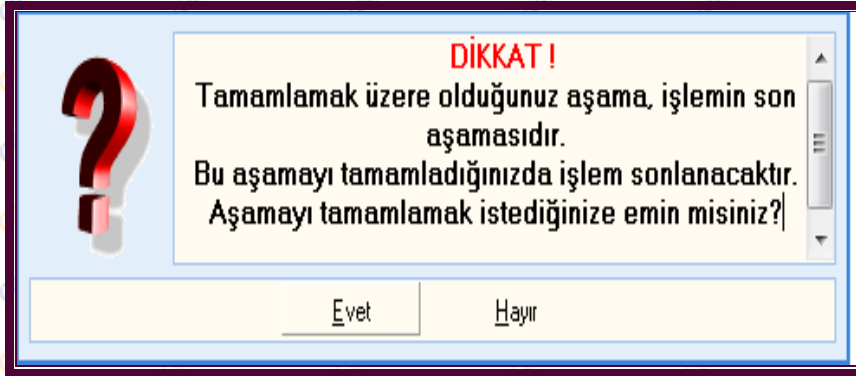 DİKKAT !
Tamamlamak üzere olduğunuz aşama, işlemin son
aşamasıdır.
Bu aşamayı tamamladığınızda işlem sonlanacaktır.
Aşamayı tamamlamak istediğinize emin misiniz?
Evet Hayır